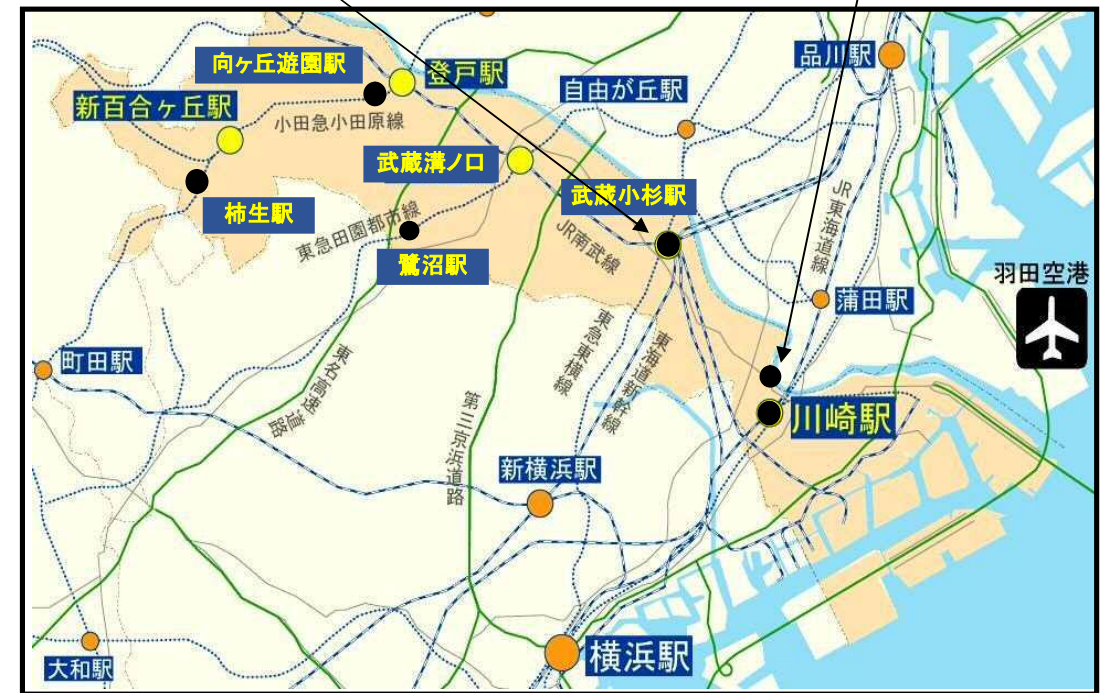 品川駅
向ヶ丘遊園駅
登戸駅
自由が丘駅
新百合ヶ丘駅
小田急小田原線
武蔵溝ノ口
武蔵小杉駅
柿生駅
東急田園都市線
JR南武線
JR東海道線
鷺沼駅
羽田空港
蒲田駅
町田駅
東名高速道路
第三京浜道路
東急東横線
東海道新幹線
川崎駅
新横浜駅
大和駅
横浜駅